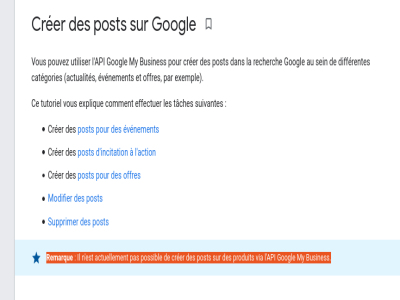 Créer des posts sur Google
Vous pouvez utiliser l'API Google My Business pour créer des posts dans la recherche Google au sein de différentes
catégories (actualités, événements et offres, par exemple).
Ce tutoriel vous explique comment effectuer les tâches suivantes :
Créer des posts pour des événements
Créer des posts d'incitation à l'action
Créer des posts pour des offres
Modifier des posts
Supprimer des posts
Remarque : Il n'est actuellement pas possible de créer des posts sur des produits via l'API Google My Business.